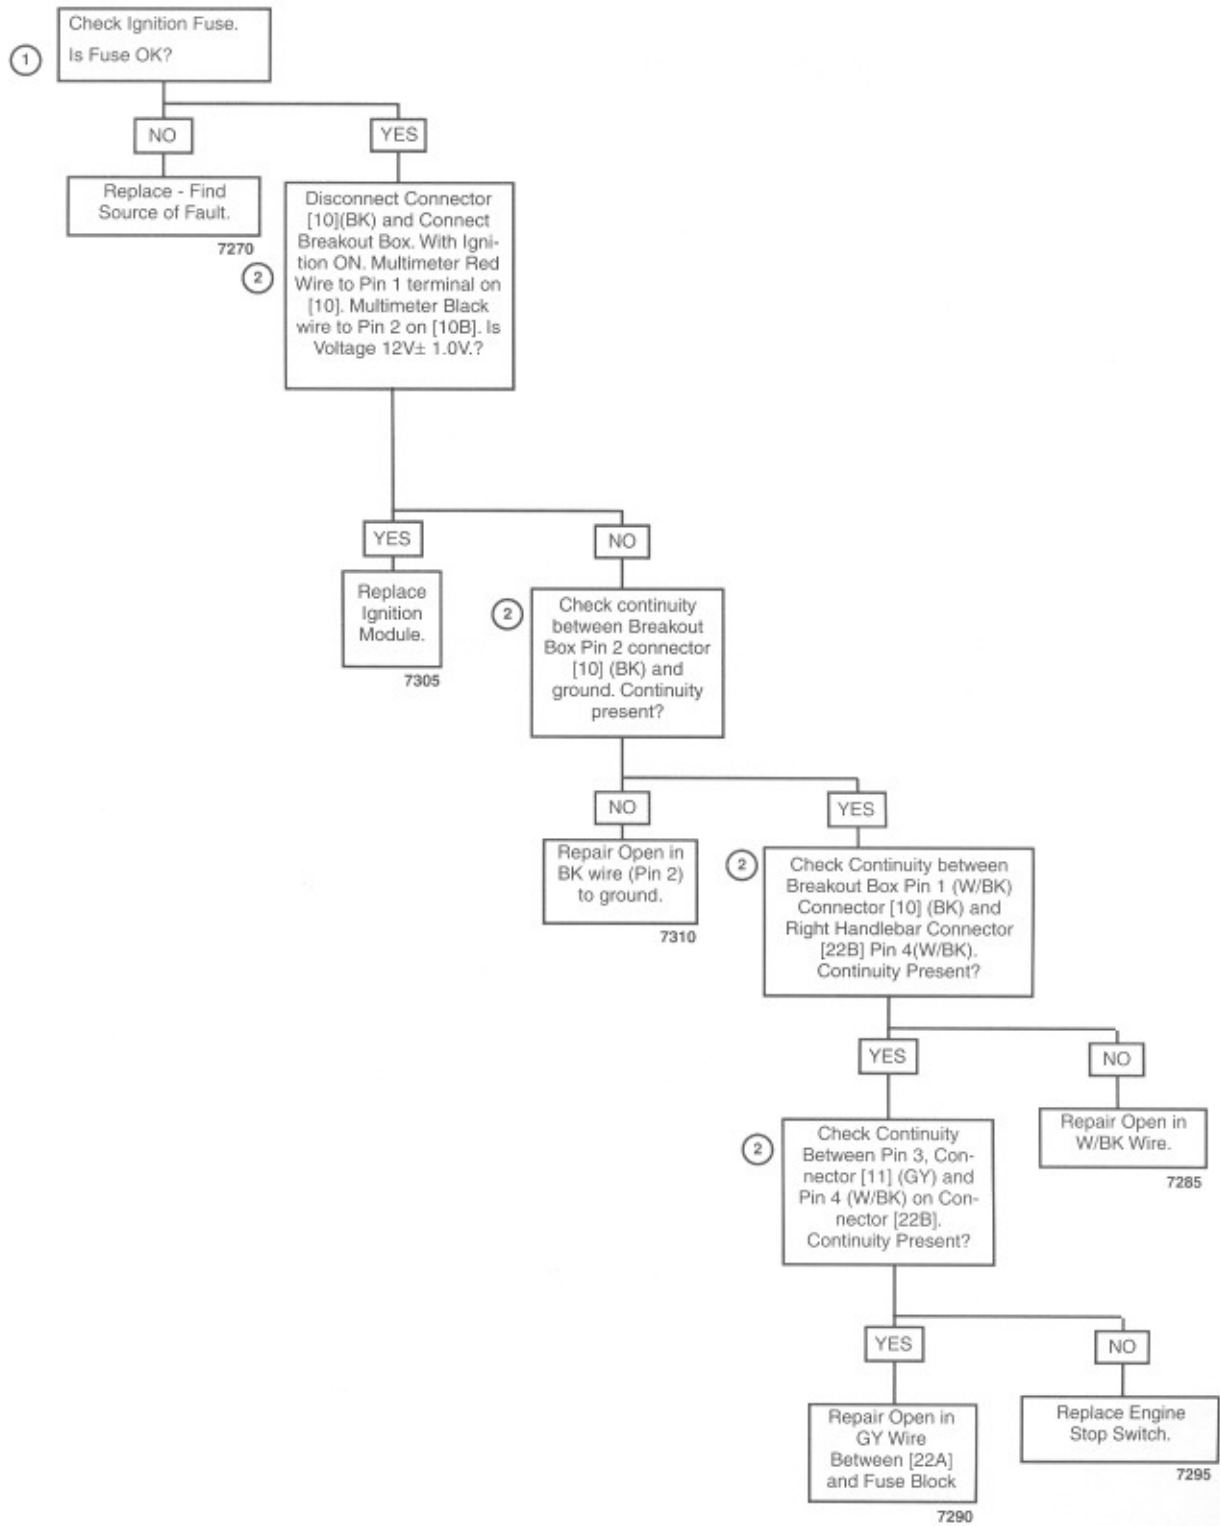 Check Ignition Fuse.
Is Fuse OK?
1
NO
YES
Replace - Find
Source of Fault.
7270
2
Disconnect Connector
[10](BK) and Connect
Breakout Box. With Igni-
tion ON. Multimeter Red
Wire to Pin 1 terminal on
[10]. Multimeter Black
wire to Pin 2 on [10B]. Is
Voltage 12V± 1.0V.?
YES
NO
Replace
Ignition
Module.
7305
2
Check continuity
between Breakout
Box Pin 2 connector
[10] (BK) and
ground. Continuity
present?
NO
YES
Repair Open in
BK wire (Pin 2)
to ground.
7310
2
Check Continuity between
Breakout Box Pin 1 (W/BK)
Connector [10] (BK) and
Right Handlebar Connector
[22B] Pin 4(W/BK).
Continuity Present?
YES
NO
Repair Open in
W/BK Wire.
7285
2
Check Continuity
Between Pin 3, Con-
nector [11] (GY) and
Pin 4 (W/BK) on Con-
nector [22B].
Continuity Present?
YES
NO
Repair Open in
GY Wire
Between [22A]
and Fuse Block
7290
Replace Engine
Stop Switch.
7295